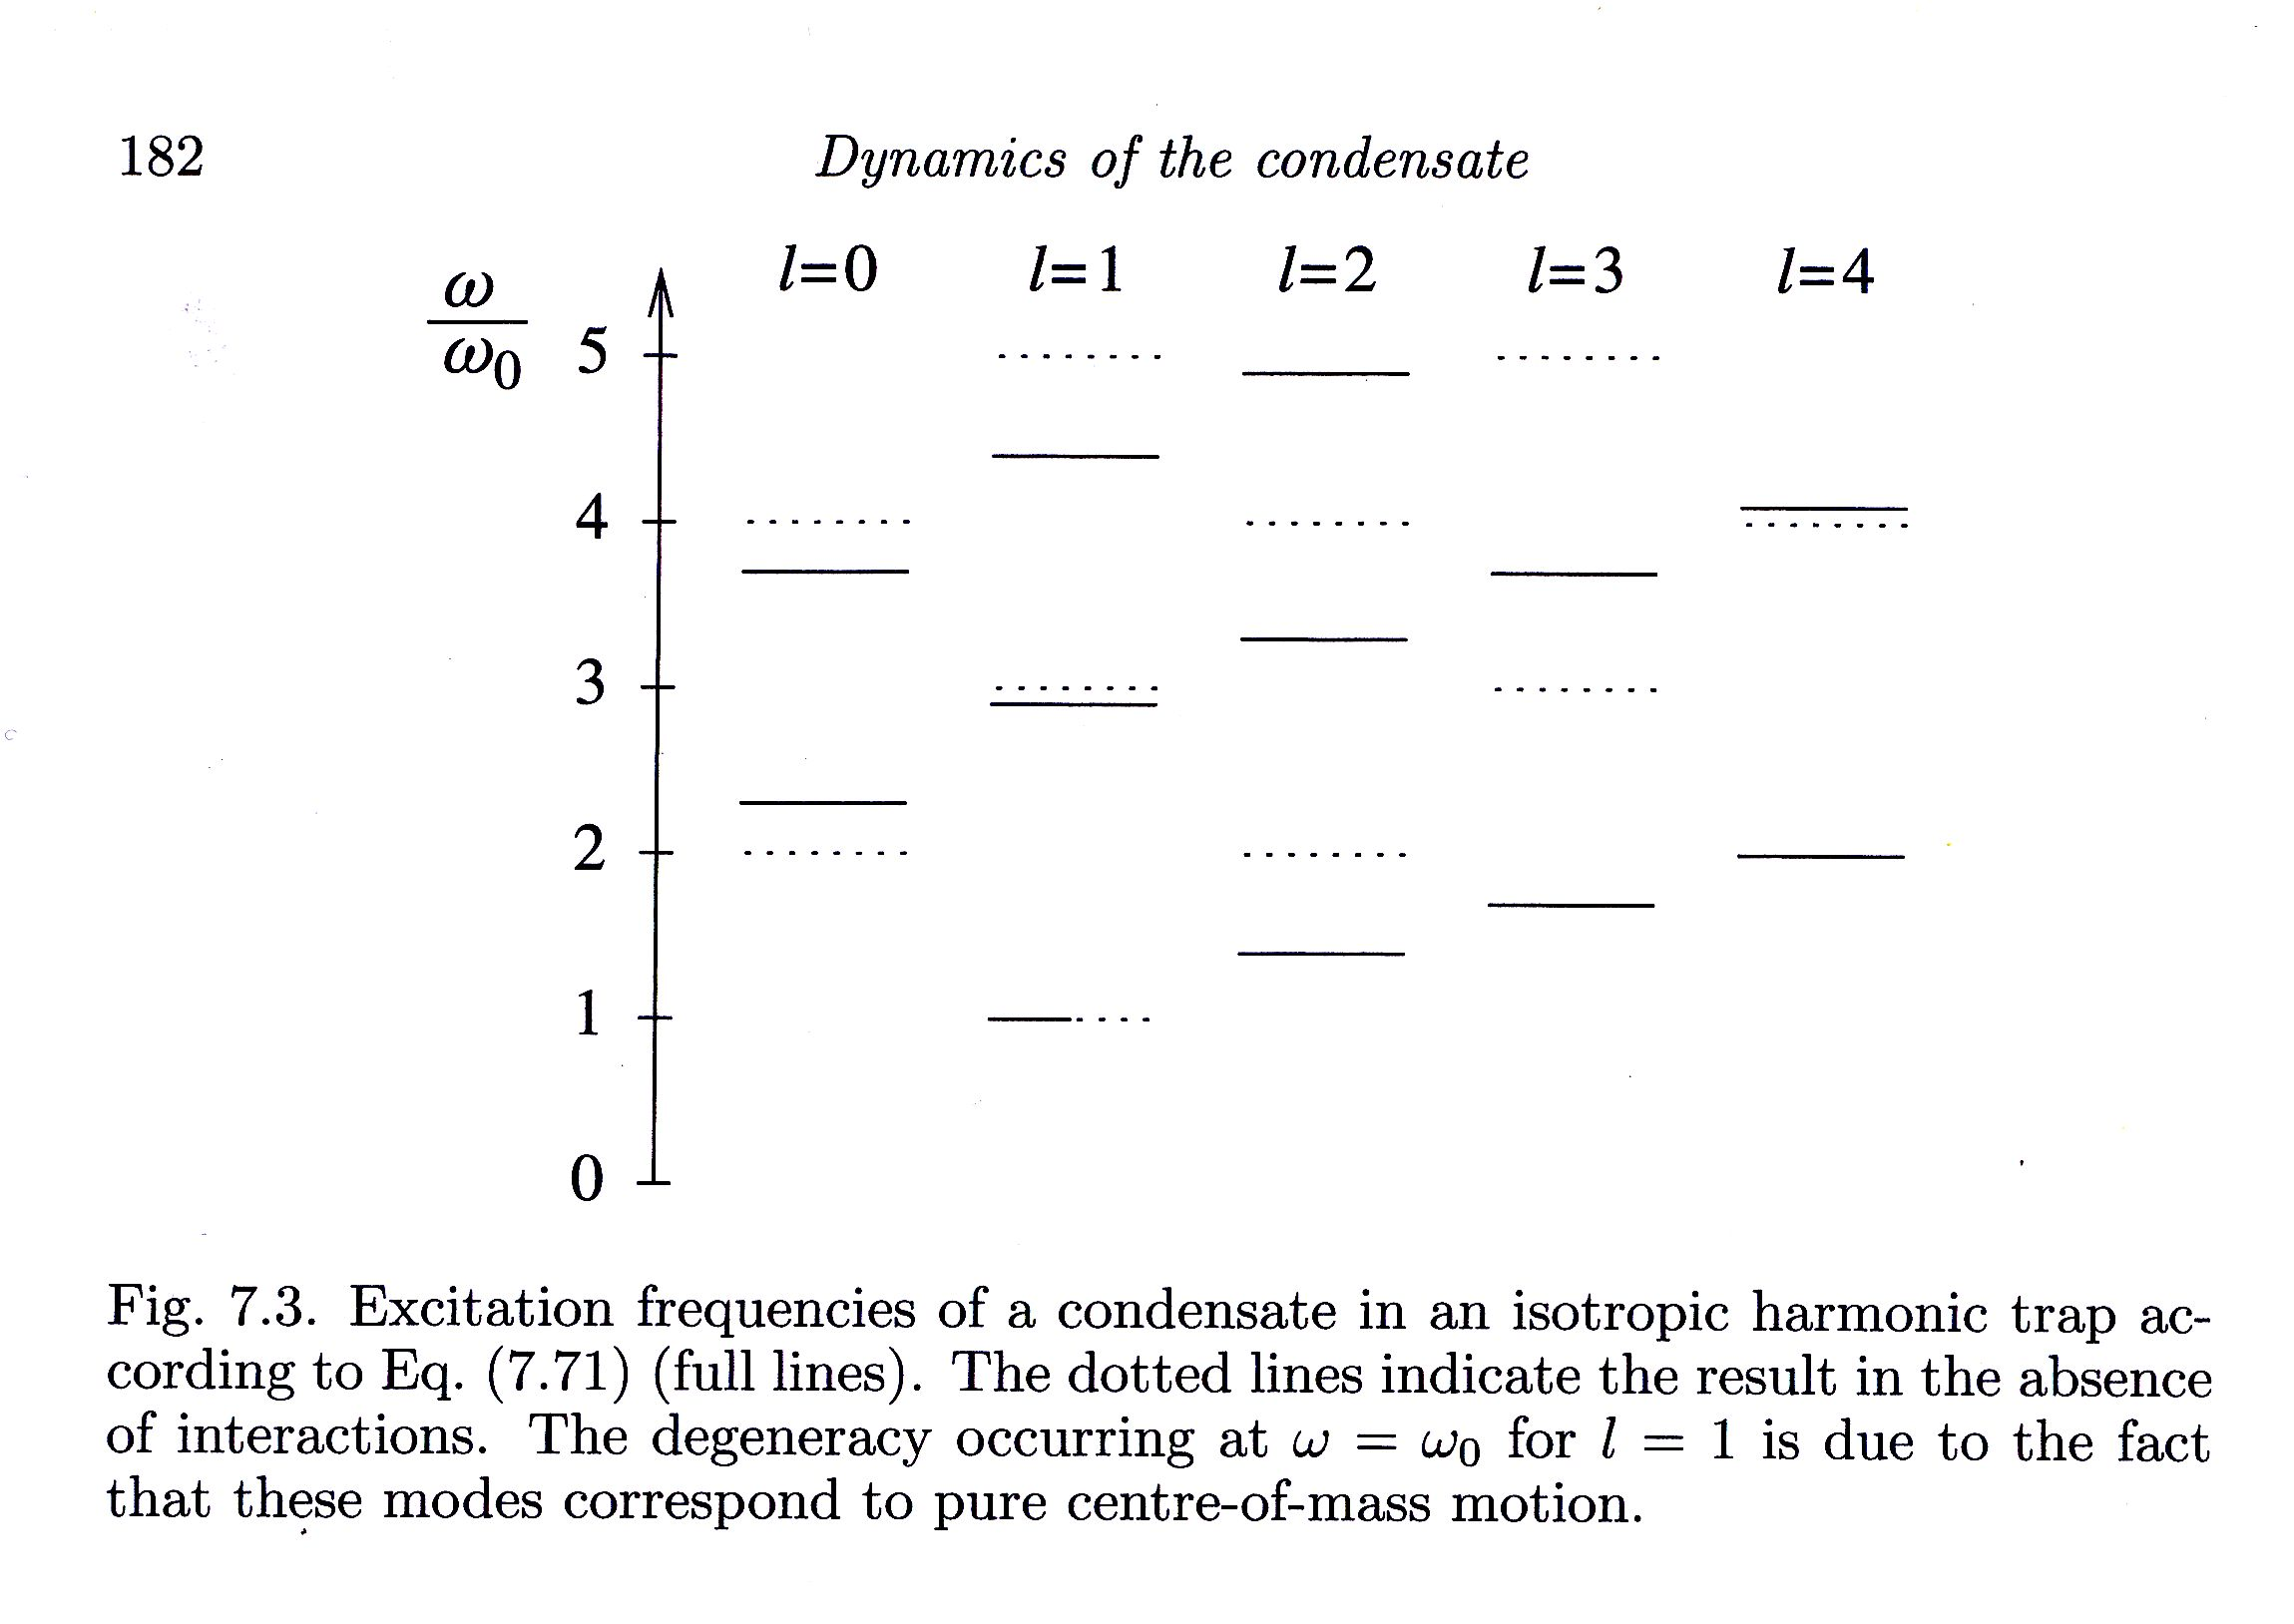 182
Dynamics of the condensate
l=0 l=1 l=2 l=3 l=4
ω
ω0
5
4
3
2
1
0
Fig. 7.3. Excitation frequencies of a condensate in an isotropic harmonic trap ac-
cording to Eq. (7.71) (full lines). The dotted lines indicate the result in the absence
of interactions. The degeneracy occurring at ω = ω0 for l = 1 is due to the fact
that these modes correspond to pure centre-of-mass motion.